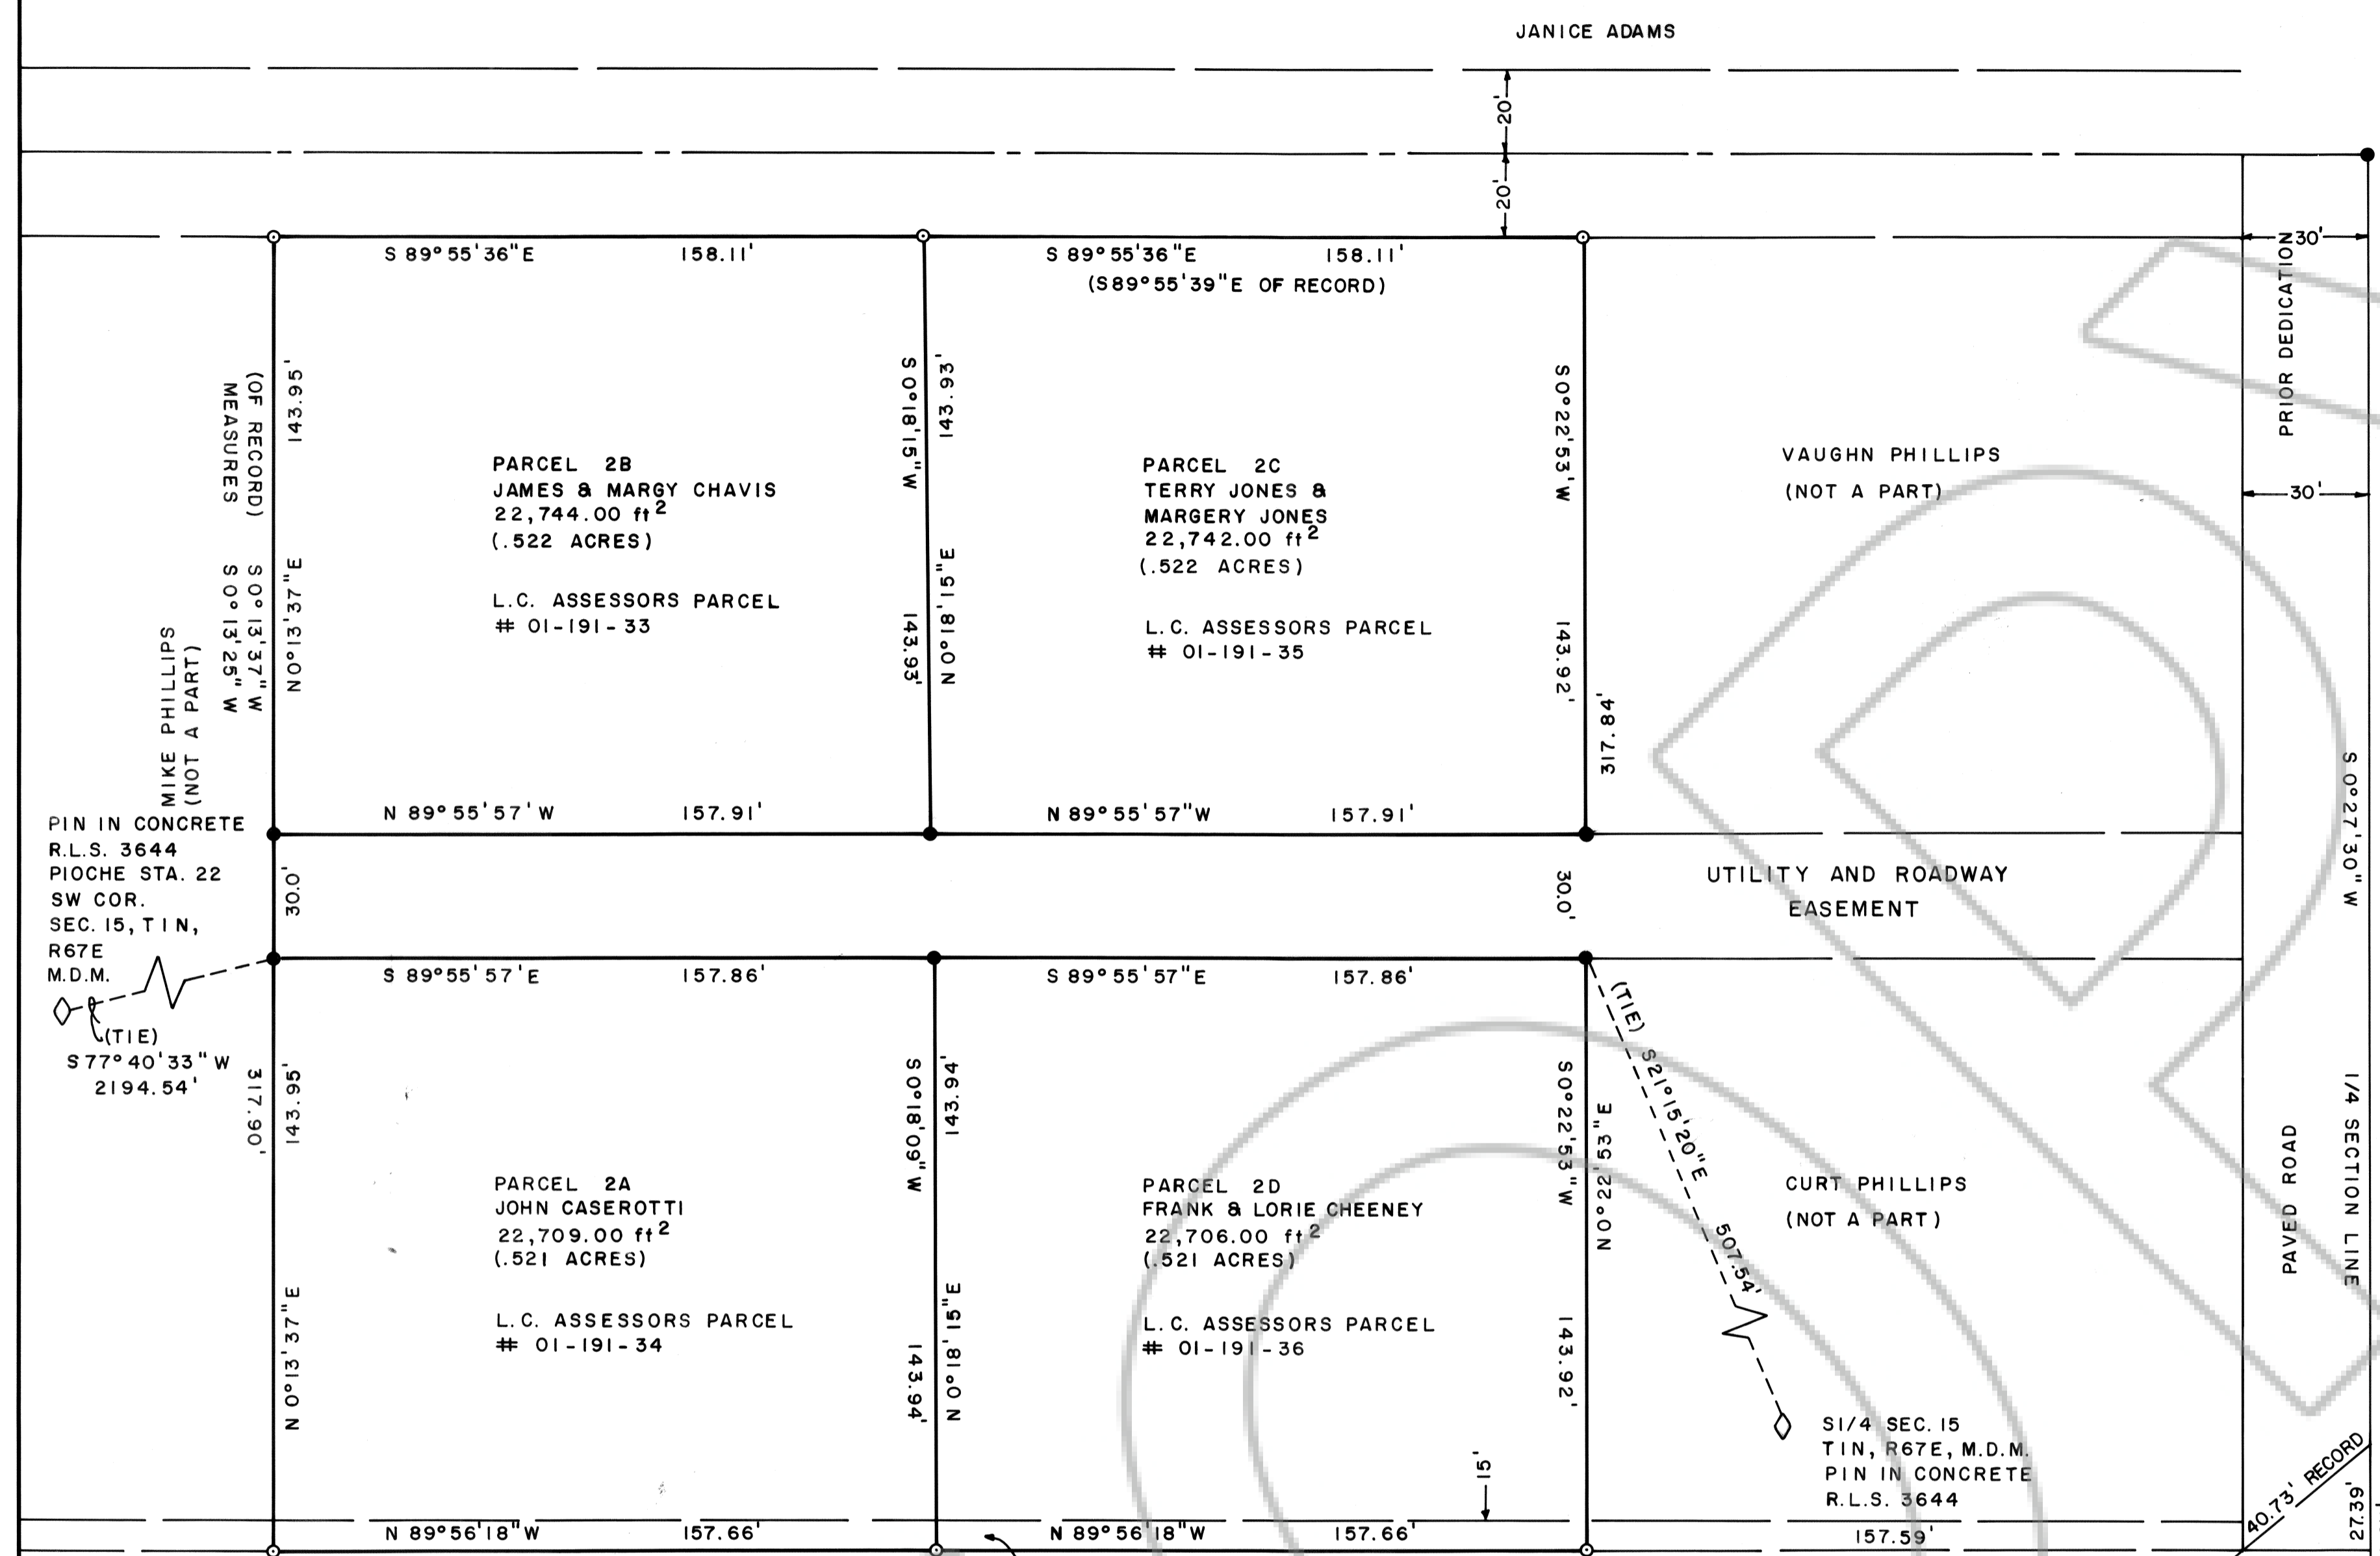 JANICE ADAMS
20'
20'
S 89°55'36"E 158.11'
S 89°55'36"E 158.11'
(S89°55'39"E OF RECORD)
30'
PRIOR DEDICATION
30'
(OF RECORD) S 0°13'37" W
MEASURES S 0°13'25" W
143.95'
N 0°13'37"E
S 0°18'15"W 143.93'
143.93'
N 0°18'15"E
S 0°22'53"W 143.92'
317.84'
PARCEL 2B
JAMES & MARGY CHAVIS
22,744.00 ft2
(.522 ACRES)
L.C. ASSESSORS PARCEL
# 01-191-33
PARCEL 2C
TERRY JONES &
MARGERY JONES
22,742.00 ft2
(.522 ACRES)
L.C. ASSESSORS PARCEL
# 01-191-35
VAUGHN PHILLIPS
(NOT A PART)
MIKE PHILLIPS
(NOT A PART)
N 89°55'57'W 157.91'
N 89°55'57"W 157.91'
S 0°27'30" W
PIN IN CONCRETE
R.L.S. 3644
PIOCHE STA. 22
SW COR.
SEC. 15, T1N,
R67E
M.D.M.
(TIE)
S 77°40'33" W
2194.54'
30.0'
30.0'
UTILITY AND ROADWAY
EASEMENT
S 89°55'57'E 157.86'
S 89°55'57"E 157.86'
317.90'
143.95'
N 0°13'37"E
S 0°18'09"W 143.94'
143.94'
N 0°18'15"E
S 0°22'53"W 143.92'
N 0°22'53"E
(TIE) S 21°15'20"E 507.54'
PARCEL 2A
JOHN CASEROTTI
22,709.00 ft2
(.521 ACRES)
L.C. ASSESSORS PARCEL
# 01-191-34
PARCEL 2D
FRANK & LORIE CHEENEY
22,706.00 ft2
(.521 ACRES)
L.C. ASSESSORS PARCEL
# 01-191-36
CURT PHILLIPS
(NOT A PART)
PAVED ROAD
1/4 SECTION LINE
S1/4 SEC. 15
T1N, R67E, M.D.M.
PIN IN CONCRETE
R.L.S. 3644
15'
40.73' RECORD
27.39'
N 89°56'18"W 157.66'
N 89°56'18"W 157.66'
157.59'